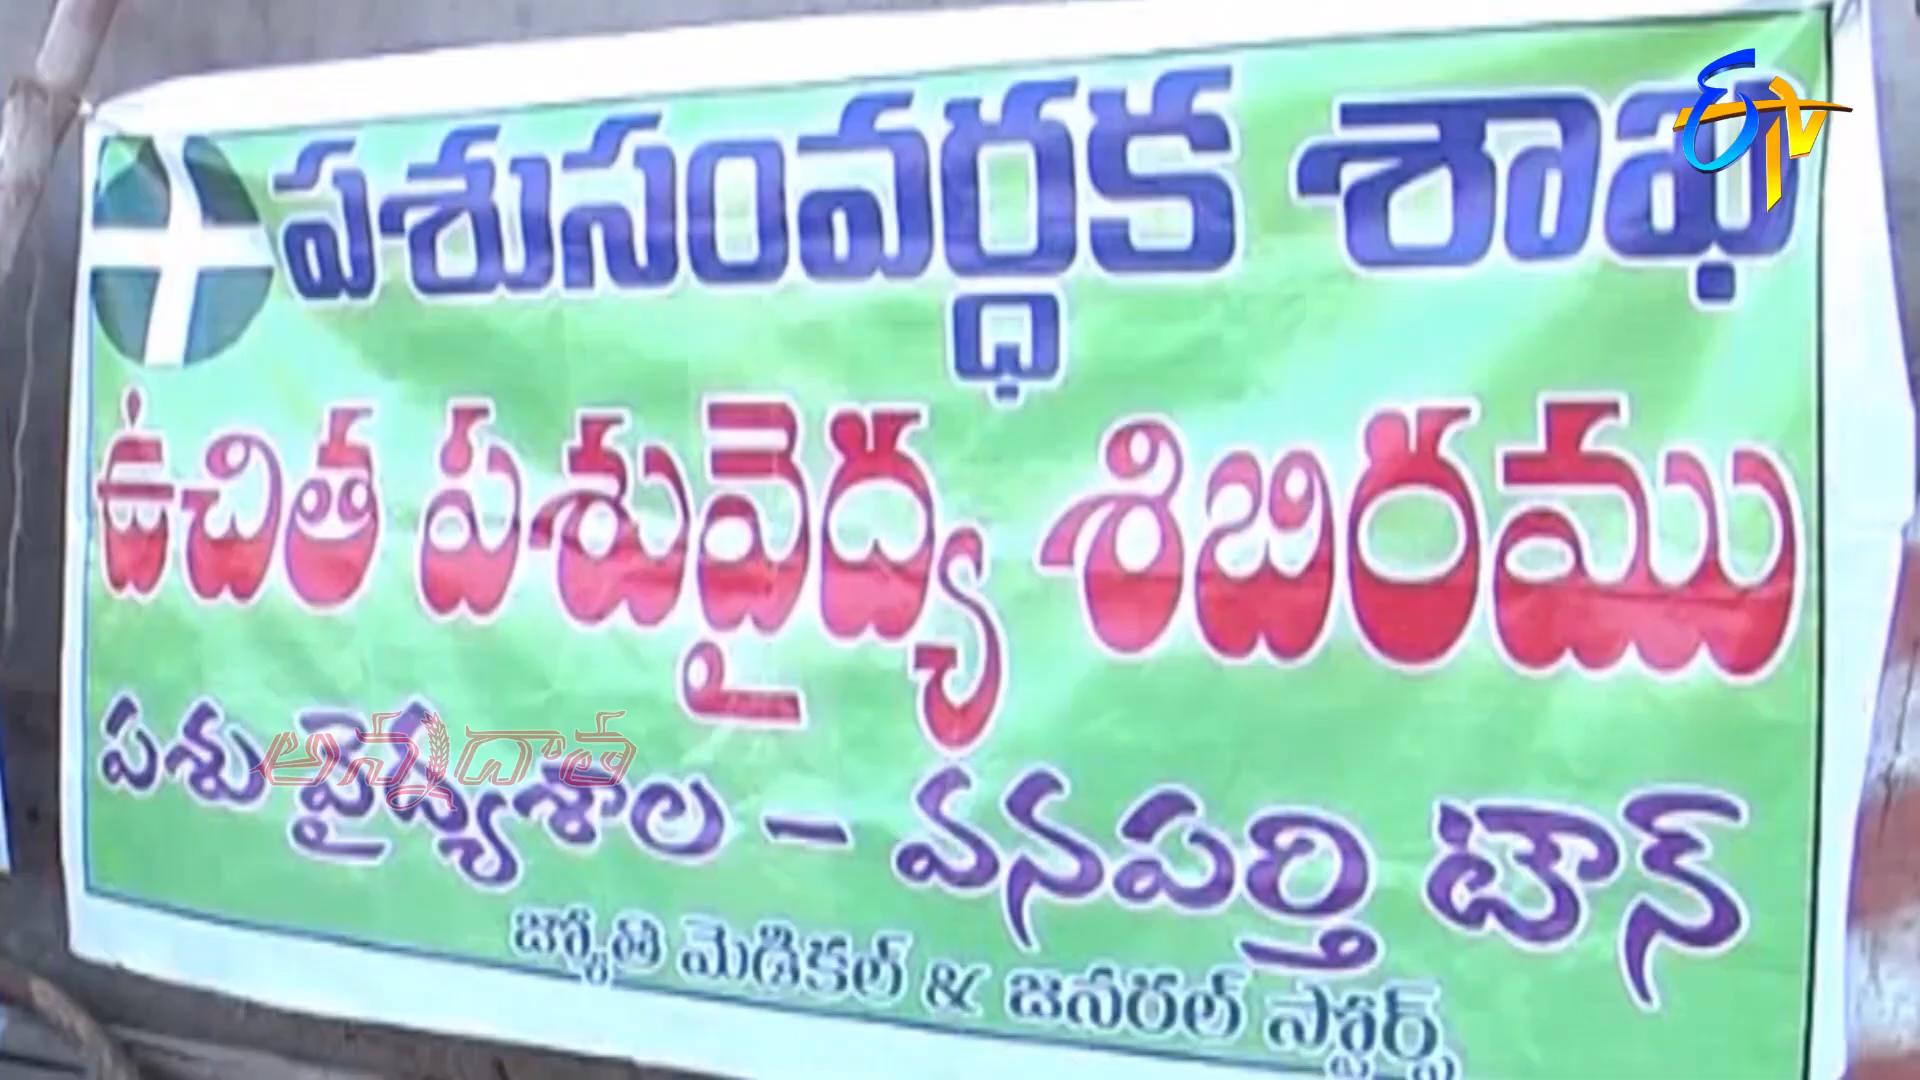 పశుసంవర్ధక శాఖ
ఉచిత పశువైద్య శిబిరము
పశు వైద్యశాల - వనపర్తి టౌన్
జ్యోతి మెడికల్ & జనరల్ స్టోర్స్
ETV
అన్నదాత